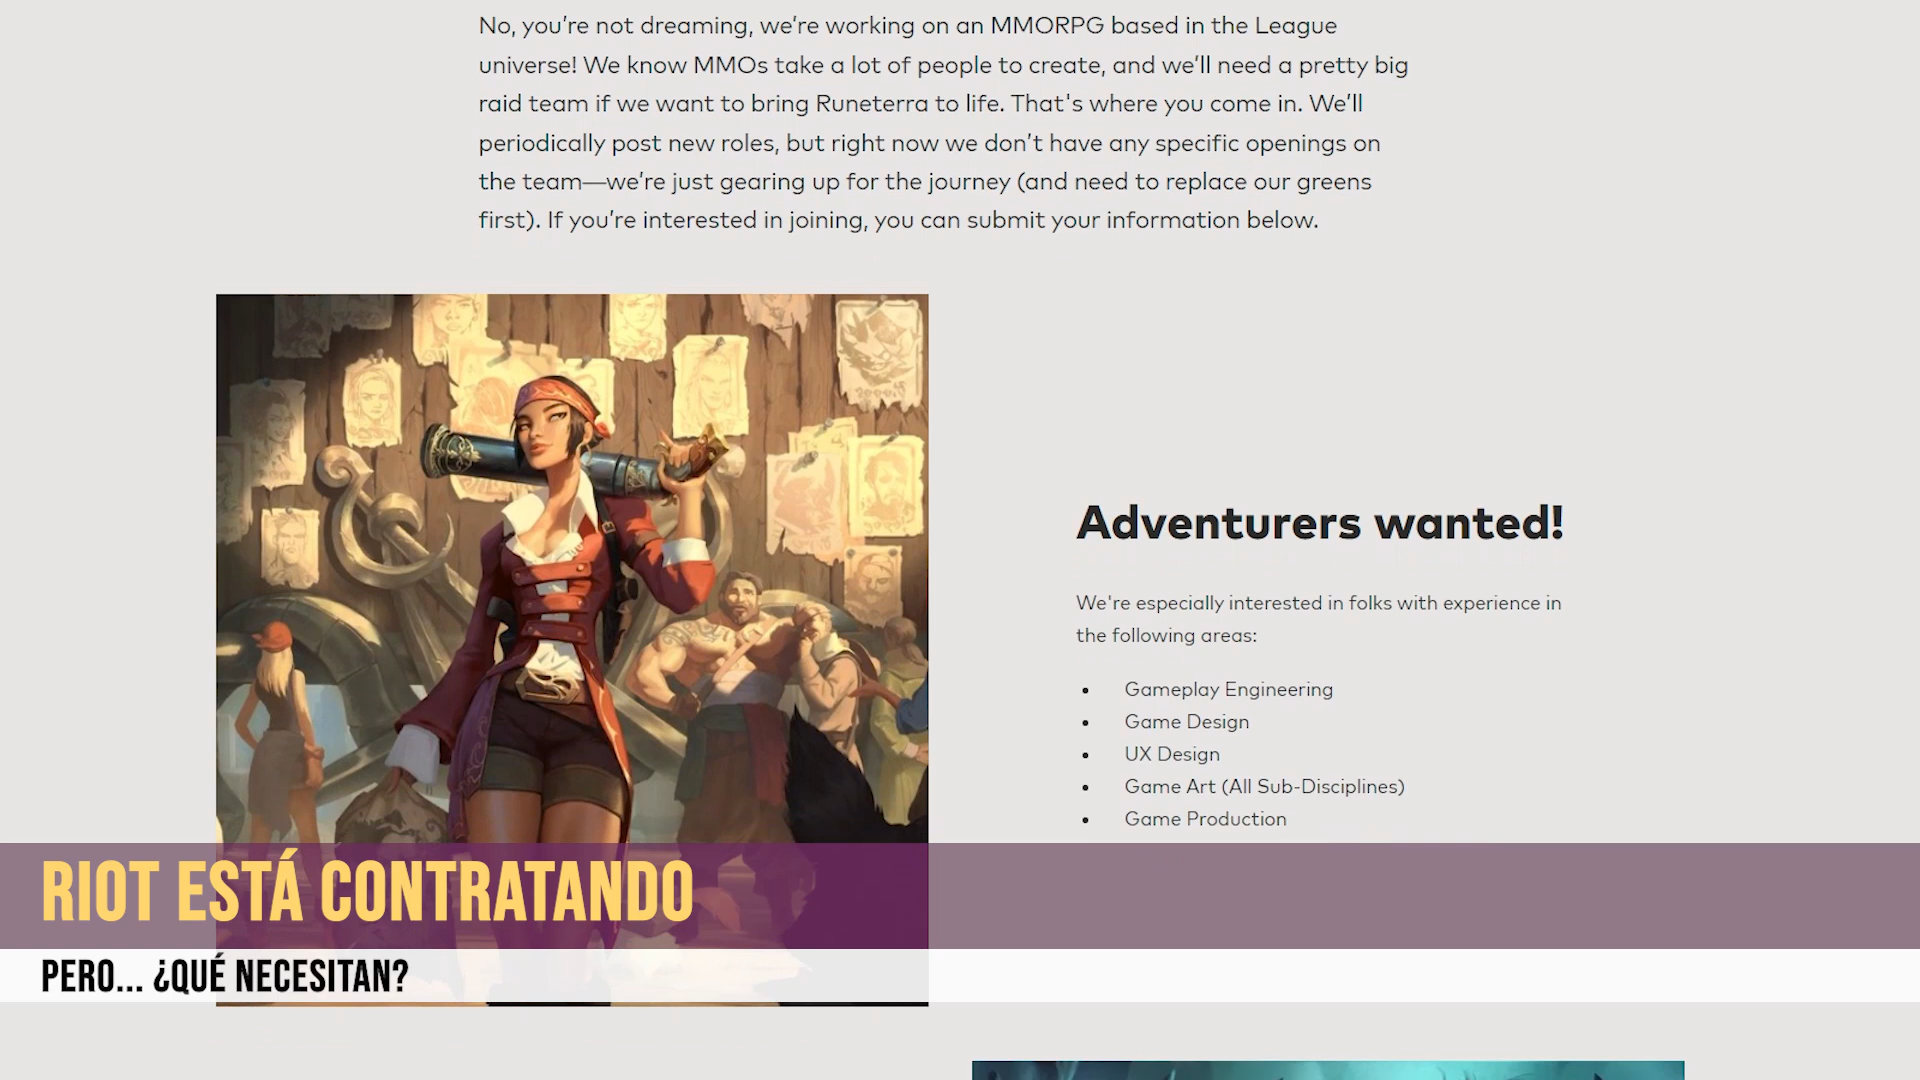 No, you’re not dreaming, we’re working on an MMORPG based in the League
universe! We know MMOs take a lot of people to create, and we’ll need a pretty big
raid team if we want to bring Runeterra to life. That's where you come in. We’ll
periodically post new roles, but right now we don’t have any specific openings on
the team—we’re just gearing up for the journey (and need to replace our greens
first). If you’re interested in joining, you can submit your information below.
Adventurers wanted!
We're especially interested in folks with experience in
the following areas:
• Gameplay Engineering
• Game Design
• UX Design
• Game Art (All Sub-Disciplines)
• Game Production
RIOT ESTÁ CONTRATANDO
PERO... ¿QUÉ NECESITAN?